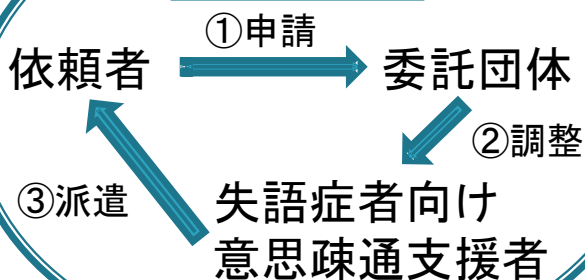 ①申請
依頼者
委託団体
②調整
③派遣
失語症者向け
意思疎通支援者